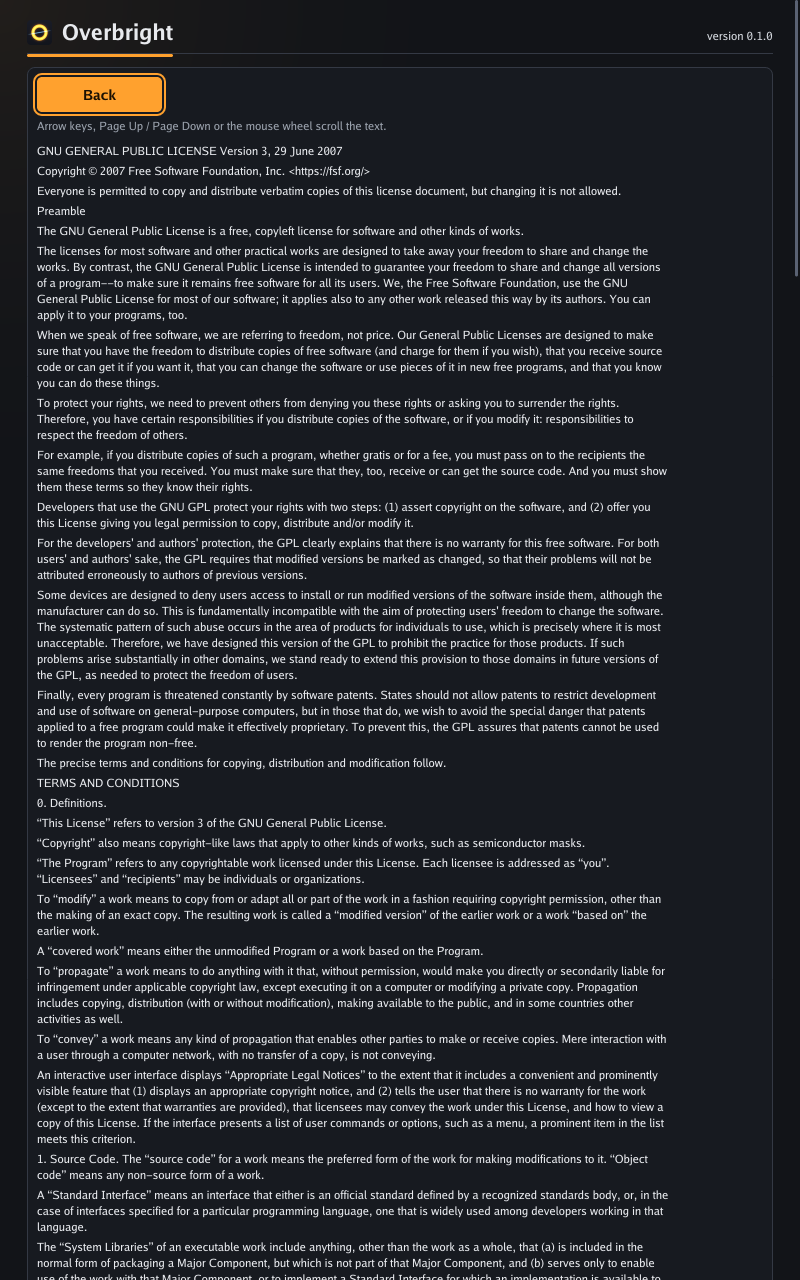 Overbright
version 0.1.0
Back
Arrow keys, Page Up / Page Down or the mouse wheel scroll the text.
GNU GENERAL PUBLIC LICENSE Version 3, 29 June 2007
Copyright © 2007 Free Software Foundation, Inc. <https://fsf.org/>
Everyone is permitted to copy and distribute verbatim copies of this license document, but changing it is not allowed.
Preamble
The GNU General Public License is a free, copyleft license for software and other kinds of works.
The licenses for most software and other practical works are designed to take away your freedom to share and change the
works. By contrast, the GNU General Public License is intended to guarantee your freedom to share and change all versions
of a program--to make sure it remains free software for all its users. We, the Free Software Foundation, use the GNU
General Public License for most of our software; it applies also to any other work released this way by its authors. You can
apply it to your programs, too.
When we speak of free software, we are referring to freedom, not price. Our General Public Licenses are designed to make
sure that you have the freedom to distribute copies of free software (and charge for them if you wish), that you receive source
code or can get it if you want it, that you can change the software or use pieces of it in new free programs, and that you know
you can do these things.
To protect your rights, we need to prevent others from denying you these rights or asking you to surrender the rights.
Therefore, you have certain responsibilities if you distribute copies of the software, or if you modify it: responsibilities to
respect the freedom of others.
For example, if you distribute copies of such a program, whether gratis or for a fee, you must pass on to the recipients the
same freedoms that you received. You must make sure that they, too, receive or can get the source code. And you must show
them these terms so they know their rights.
Developers that use the GNU GPL protect your rights with two steps: (1) assert copyright on the software, and (2) offer you
this License giving you legal permission to copy, distribute and/or modify it.
For the developers' and authors' protection, the GPL clearly explains that there is no warranty for this free software. For both
users' and authors' sake, the GPL requires that modified versions be marked as changed, so that their problems will not be
attributed erroneously to authors of previous versions.
Some devices are designed to deny users access to install or run modified versions of the software inside them, although the
manufacturer can do so. This is fundamentally incompatible with the aim of protecting users' freedom to change the software.
The systematic pattern of such abuse occurs in the area of products for individuals to use, which is precisely where it is most
unacceptable. Therefore, we have designed this version of the GPL to prohibit the practice for those products. If such
problems arise substantially in other domains, we stand ready to extend this provision to those domains in future versions of
the GPL, as needed to protect the freedom of users.
Finally, every program is threatened constantly by software patents. States should not allow patents to restrict development
and use of software on general-purpose computers, but in those that do, we wish to avoid the special danger that patents
applied to a free program could make it effectively proprietary. To prevent this, the GPL assures that patents cannot be used
to render the program non-free.
The precise terms and conditions for copying, distribution and modification follow.
TERMS AND CONDITIONS
0. Definitions.
“This License” refers to version 3 of the GNU General Public License.
“Copyright” also means copyright-like laws that apply to other kinds of works, such as semiconductor masks.
“The Program” refers to any copyrightable work licensed under this License. Each licensee is addressed as “you”.
“Licensees” and “recipients” may be individuals or organizations.
To “modify” a work means to copy from or adapt all or part of the work in a fashion requiring copyright permission, other than
the making of an exact copy. The resulting work is called a “modified version” of the earlier work or a work “based on” the
earlier work.
A “covered work” means either the unmodified Program or a work based on the Program.
To “propagate” a work means to do anything with it that, without permission, would make you directly or secondarily liable for
infringement under applicable copyright law, except executing it on a computer or modifying a private copy. Propagation
includes copying, distribution (with or without modification), making available to the public, and in some countries other
activities as well.
To “convey” a work means any kind of propagation that enables other parties to make or receive copies. Mere interaction with
a user through a computer network, with no transfer of a copy, is not conveying.
An interactive user interface displays “Appropriate Legal Notices” to the extent that it includes a convenient and prominently
visible feature that (1) displays an appropriate copyright notice, and (2) tells the user that there is no warranty for the work
(except to the extent that warranties are provided), that licensees may convey the work under this License, and how to view a
copy of this License. If the interface presents a list of user commands or options, such as a menu, a prominent item in the list
meets this criterion.
1. Source Code. The “source code” for a work means the preferred form of the work for making modifications to it. “Object
code” means any non-source form of a work.
A “Standard Interface” means an interface that either is an official standard defined by a recognized standards body, or, in the
case of interfaces specified for a particular programming language, one that is widely used among developers working in that
language.
The “System Libraries” of an executable work include anything, other than the work as a whole, that (a) is included in the
normal form of packaging a Major Component, but which is not part of that Major Component, and (b) serves only to enable
use of the work with that Major Component, or to implement a Standard Interface for which an implementation is available to